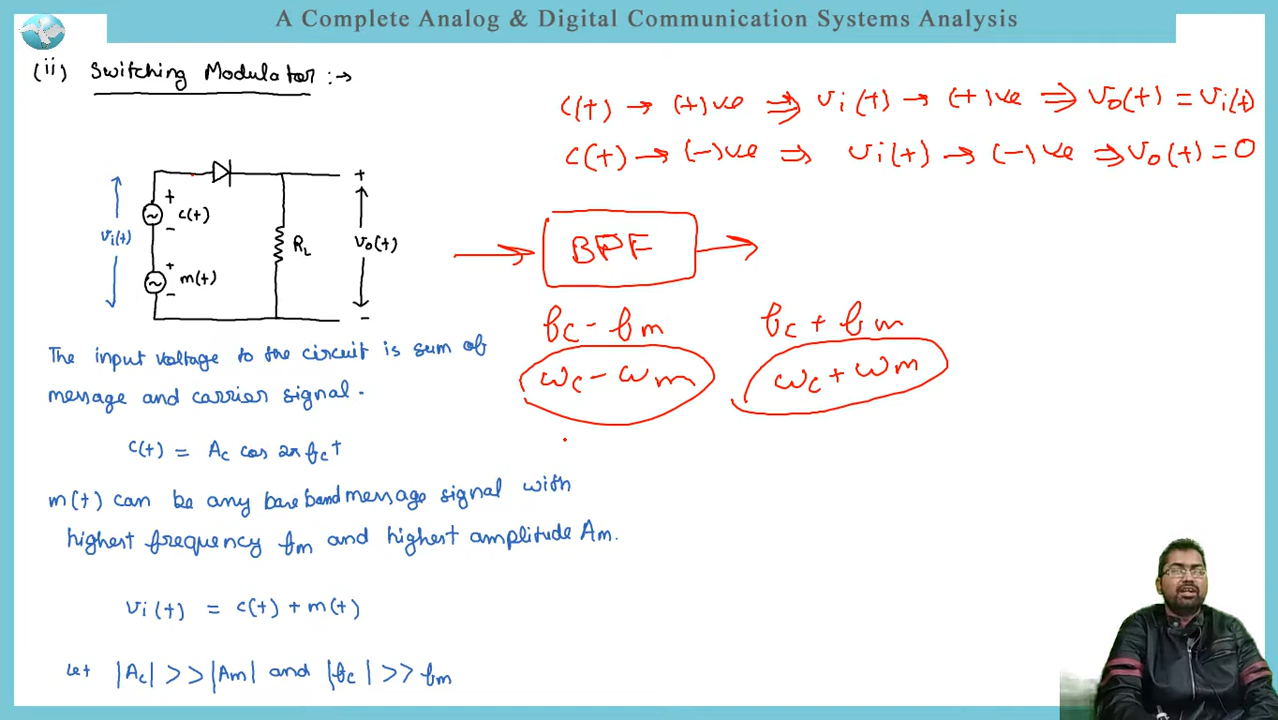 A Complete Analog & Digital Communication Systems Analysis
(ii) Switching Modulator :→
c(t) → (+)ve ⇒ vi(t) → (+)ve ⇒ vo(t) = vi(t)
c(t) → (-)ve ⇒ vi(t) → (-)ve ⇒ vo(t) = 0
+
+
c(t)
-
vi(t)
RL
vo(t)
+
m(t)
-
-
BPF
fc - fm
fc + fm
ωc - ωm
ωc + ωm
The input voltage to the circuit is sum of
message and carrier signal.
c(t) = Ac cos 2π fc t
m(t) can be any base band message signal with
highest frequency fm and highest amplitude Am.
vi(t) = c(t) + m(t)
Let |Ac| >> |Am| and |fc| >> fm